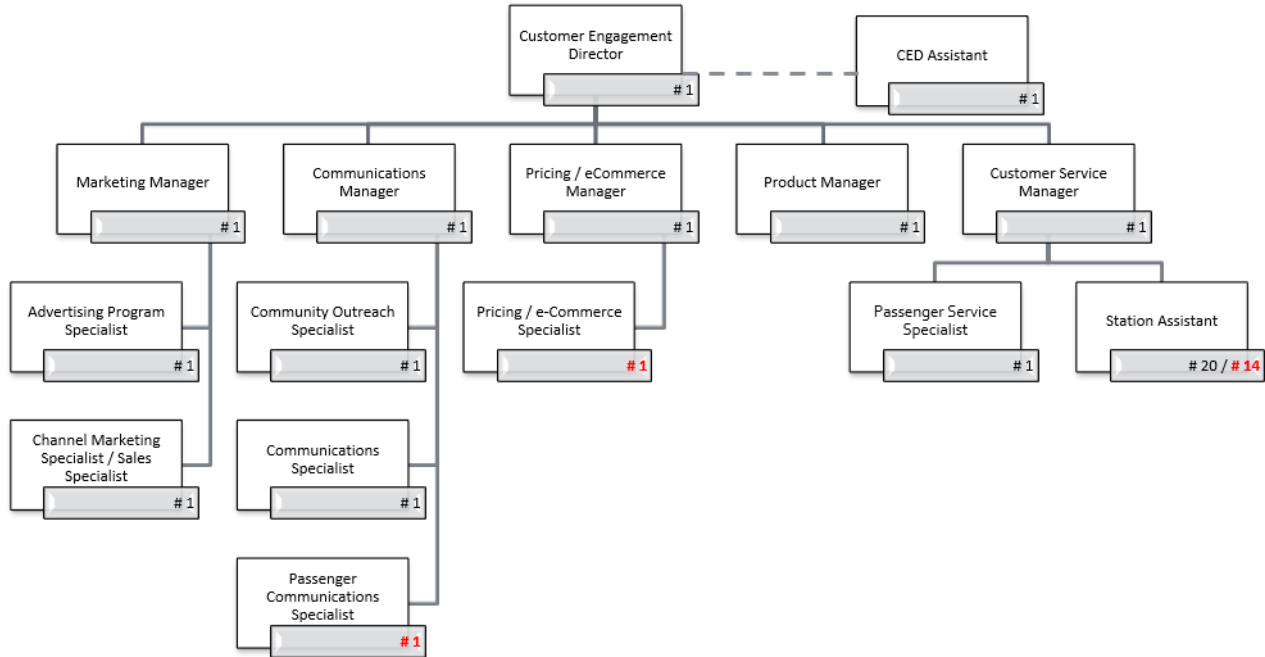 Customer Engagement
Director
# 1
CED Assistant
# 1
Marketing Manager
# 1
Communications
Manager
# 1
Pricing / eCommerce
Manager
# 1
Product Manager
# 1
Customer Service
Manager
# 1
Advertising Program
Specialist
# 1
Community Outreach
Specialist
# 1
Pricing / e-Commerce
Specialist
# 1
Passenger Service
Specialist
# 1
Station Assistant
# 20 / # 14
Channel Marketing
Specialist / Sales
Specialist
# 1
Communications
Specialist
# 1
Passenger
Communications
Specialist
# 1